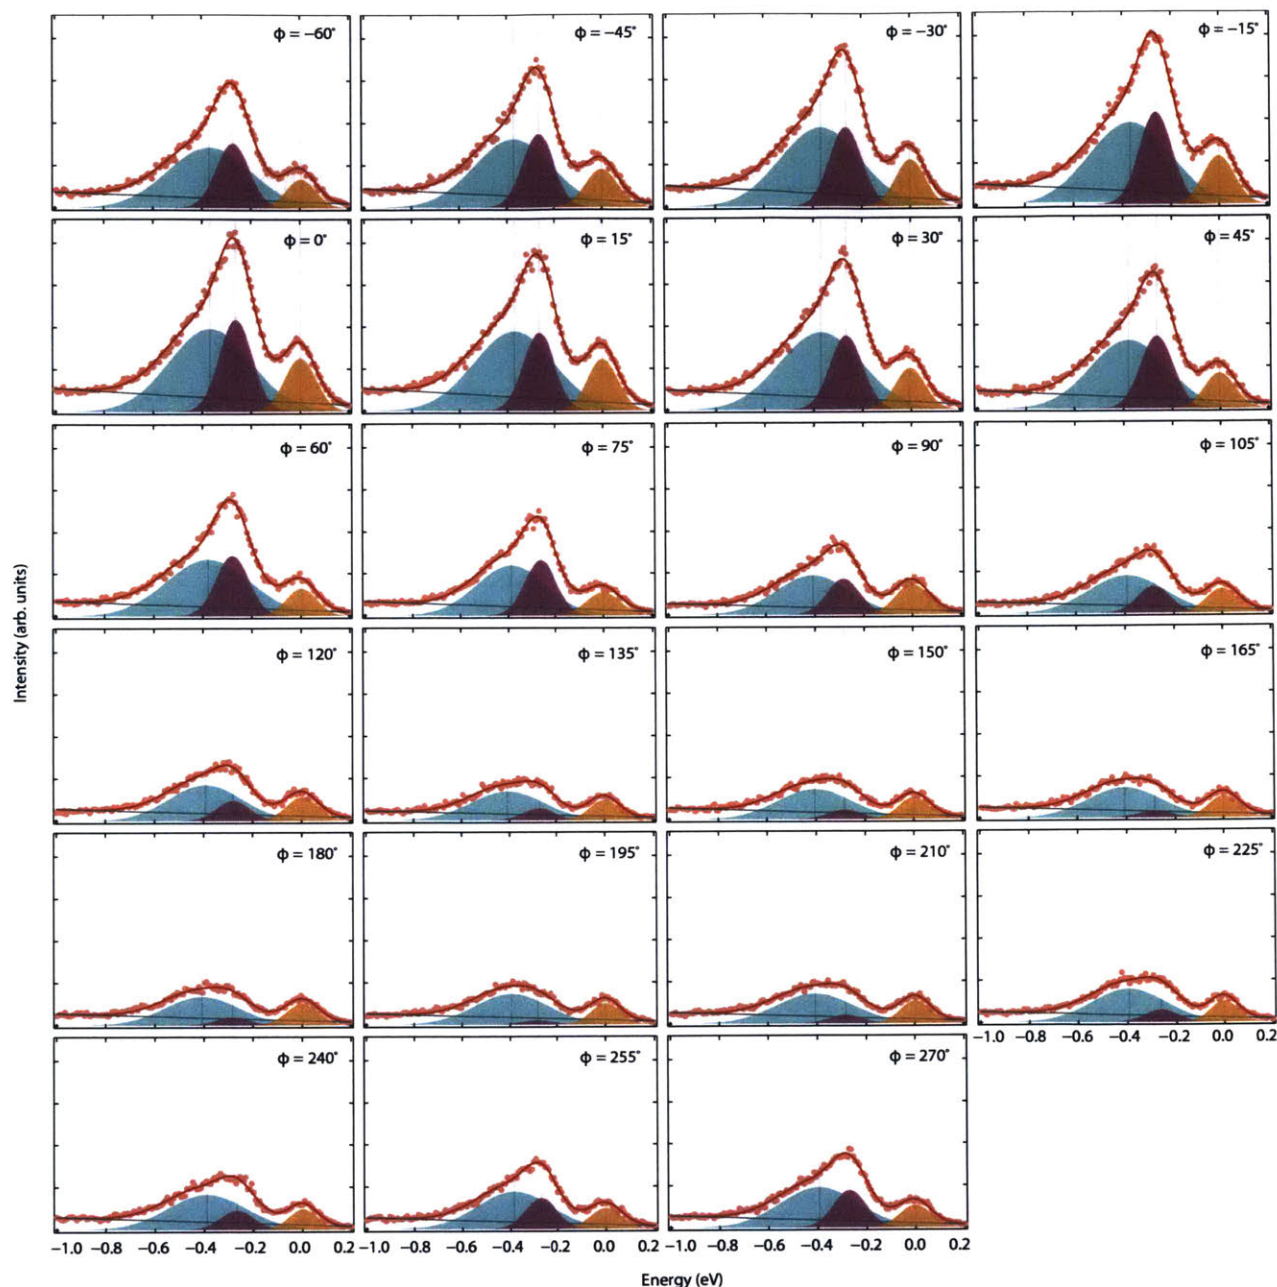 ϕ = −60°
ϕ = −45°
ϕ = −30°
ϕ = −15°
ϕ = 0°
ϕ = 15°
ϕ = 30°
ϕ = 45°
ϕ = 60°
ϕ = 75°
ϕ = 90°
ϕ = 105°
Intensity (arb. units)
ϕ = 120°
ϕ = 135°
ϕ = 150°
ϕ = 165°
ϕ = 180°
ϕ = 195°
ϕ = 210°
ϕ = 225°
−1.0 −0.8 −0.6 −0.4 −0.2 0.0 0.2
ϕ = 240°
ϕ = 255°
ϕ = 270°
−1.0 −0.8 −0.6 −0.4 −0.2 0.0 0.2
−1.0 −0.8 −0.6 −0.4 −0.2 0.0 0.2
−1.0 −0.8 −0.6 −0.4 −0.2 0.0 0.2
Energy (eV)